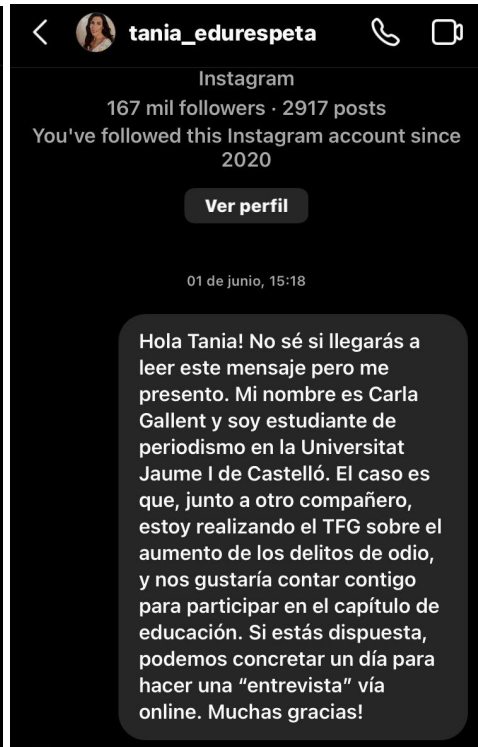 tania_edurespeta
Instagram
167 mil followers · 2917 posts
You've followed this Instagram account since
2020
Ver perfil
01 de junio, 15:18
Hola Tania! No sé si llegarás a
leer este mensaje pero me
presento. Mi nombre es Carla
Gallent y soy estudiante de
periodismo en la Universitat
Jaume I de Castelló. El caso es
que, junto a otro compañero,
estoy realizando el TFG sobre el
aumento de los delitos de odio,
y nos gustaría contar contigo
para participar en el capítulo de
educación. Si estás dispuesta,
podemos concretar un día para
hacer una “entrevista” vía
online. Muchas gracias!